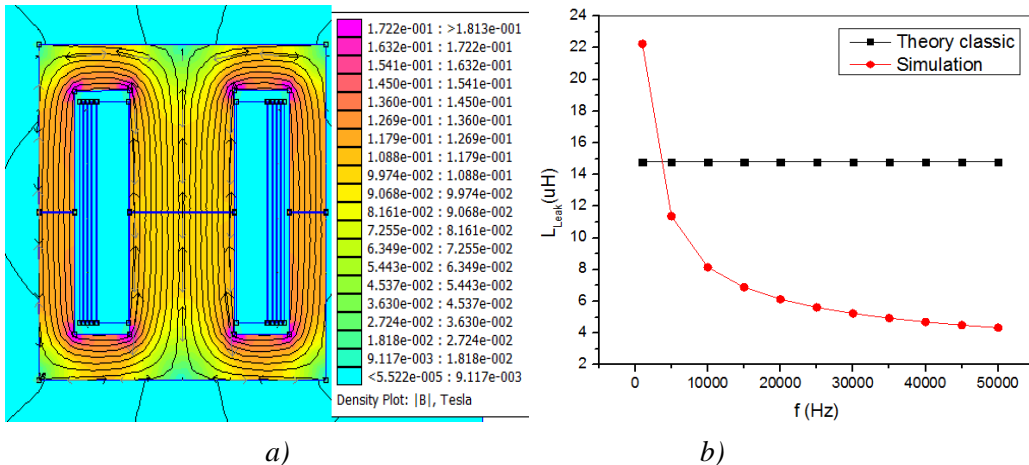 1.722e-001 : >1.813e-001
1.632e-001 : 1.722e-001
1.541e-001 : 1.632e-001
1.450e-001 : 1.541e-001
1.360e-001 : 1.450e-001
1.269e-001 : 1.360e-001
1.179e-001 : 1.269e-001
1.088e-001 : 1.179e-001
9.974e-002 : 1.088e-001
9.068e-002 : 9.974e-002
8.161e-002 : 9.068e-002
7.255e-002 : 8.161e-002
6.349e-002 : 7.255e-002
5.443e-002 : 6.349e-002
4.537e-002 : 5.443e-002
3.630e-002 : 4.537e-002
2.724e-002 : 3.630e-002
1.818e-002 : 2.724e-002
9.117e-003 : 1.818e-002
<5.522e-005 : 9.117e-003
Density Plot: |B|, Tesla
a)
24
22
20
18
16
14
12
10
8
6
4
2
L_Leak(uH)
Theory classic
Simulation
0
10000
20000
30000
40000
50000
f (Hz)
b)